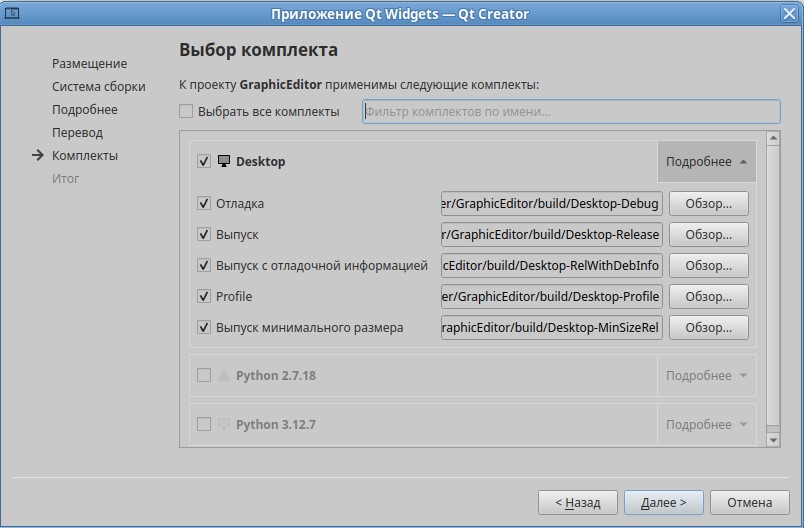 Приложение Qt Widgets — Qt Creator
Размещение
Система сборки
Подробнее
Перевод
Комплекты
Итог
Выбор комплекта
К проекту GraphicEditor применимы следующие комплекты:
Выбрать все комплекты
Фильтр комплектов по имени...
Desktop
Подробнее
Отладка
er/GraphicEditor/build/Desktop-Debug
Обзор...
Выпуск
r/GraphicEditor/build/Desktop-Release
Обзор...
Выпуск с отладочной информацией
cEditor/build/Desktop-RelWithDebInfo
Обзор...
Profile
er/GraphicEditor/build/Desktop-Profile
Обзор...
Выпуск минимального размера
raphicEditor/build/Desktop-MinSizeRel
Обзор...
Python 2.7.18
Подробнее
Python 3.12.7
Подробнее
< Назад
Далее >
Отмена